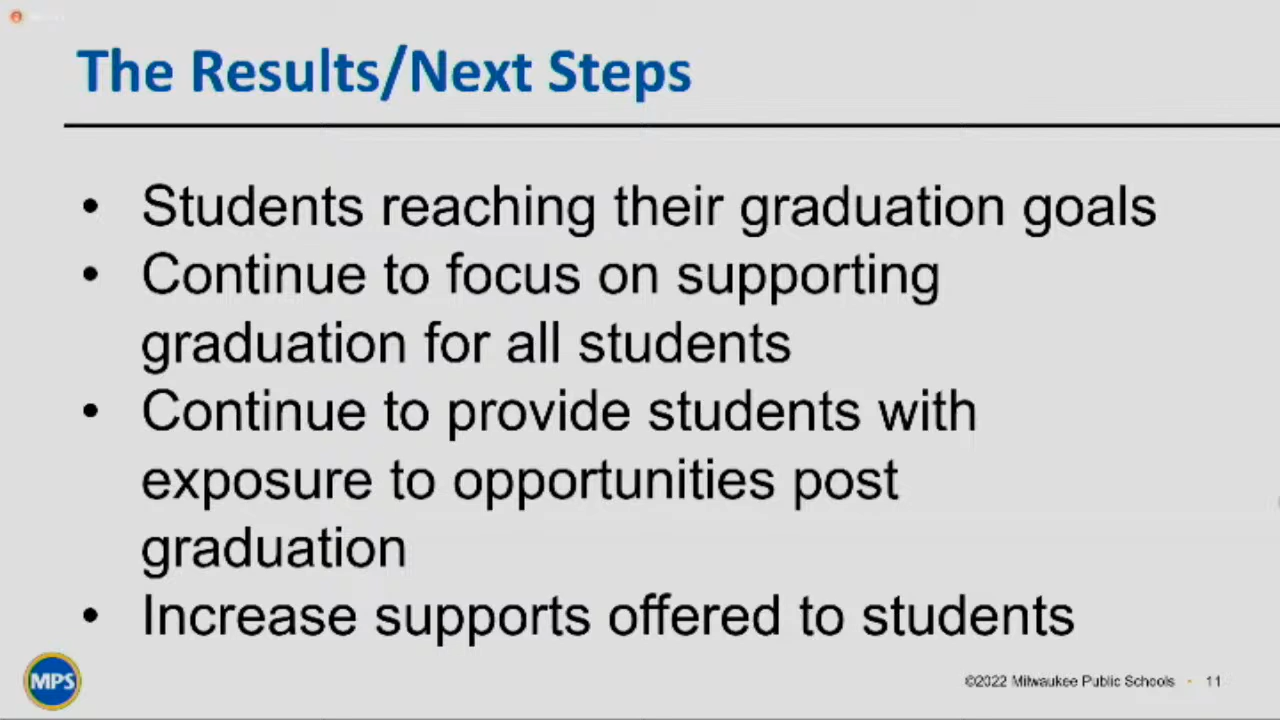 The Results/Next Steps
• Students reaching their graduation goals
• Continue to focus on supporting
graduation for all students
• Continue to provide students with
exposure to opportunities post
graduation
• Increase supports offered to students
MPS
©2022 Milwaukee Public Schools • 11